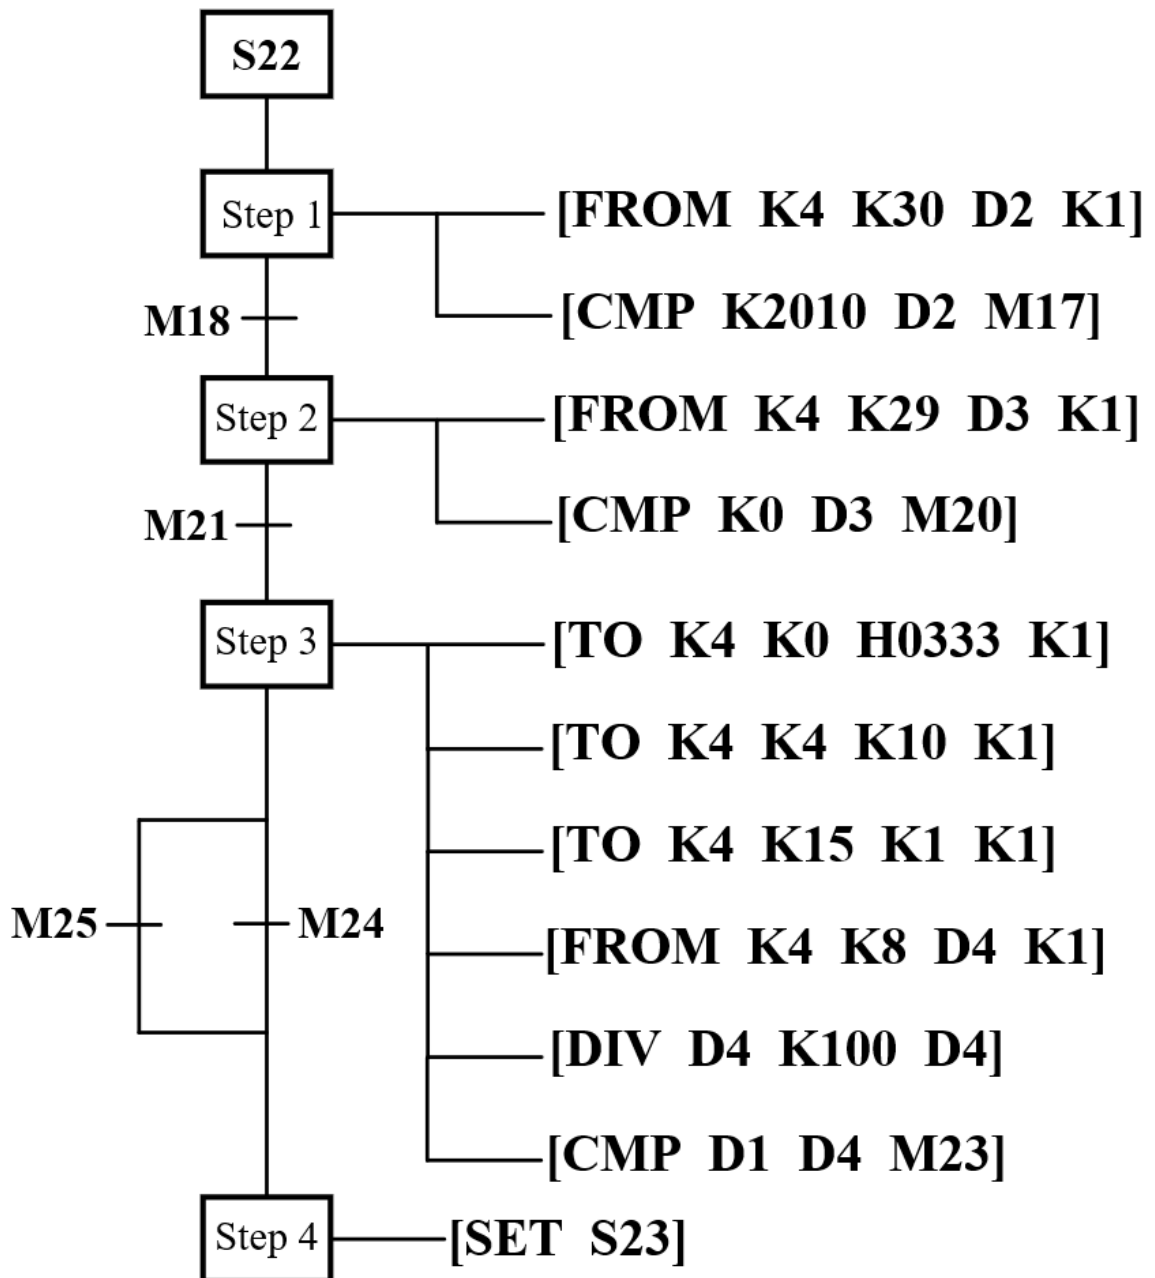 S22
Step 1
[FROM K4 K30 D2 K1]
[CMP K2010 D2 M17]
M18
Step 2
[FROM K4 K29 D3 K1]
[CMP K0 D3 M20]
M21
Step 3
[TO K4 K0 H0333 K1]
[TO K4 K4 K10 K1]
[TO K4 K15 K1 K1]
M25
M24
[FROM K4 K8 D4 K1]
[DIV D4 K100 D4]
[CMP D1 D4 M23]
Step 4
[SET S23]